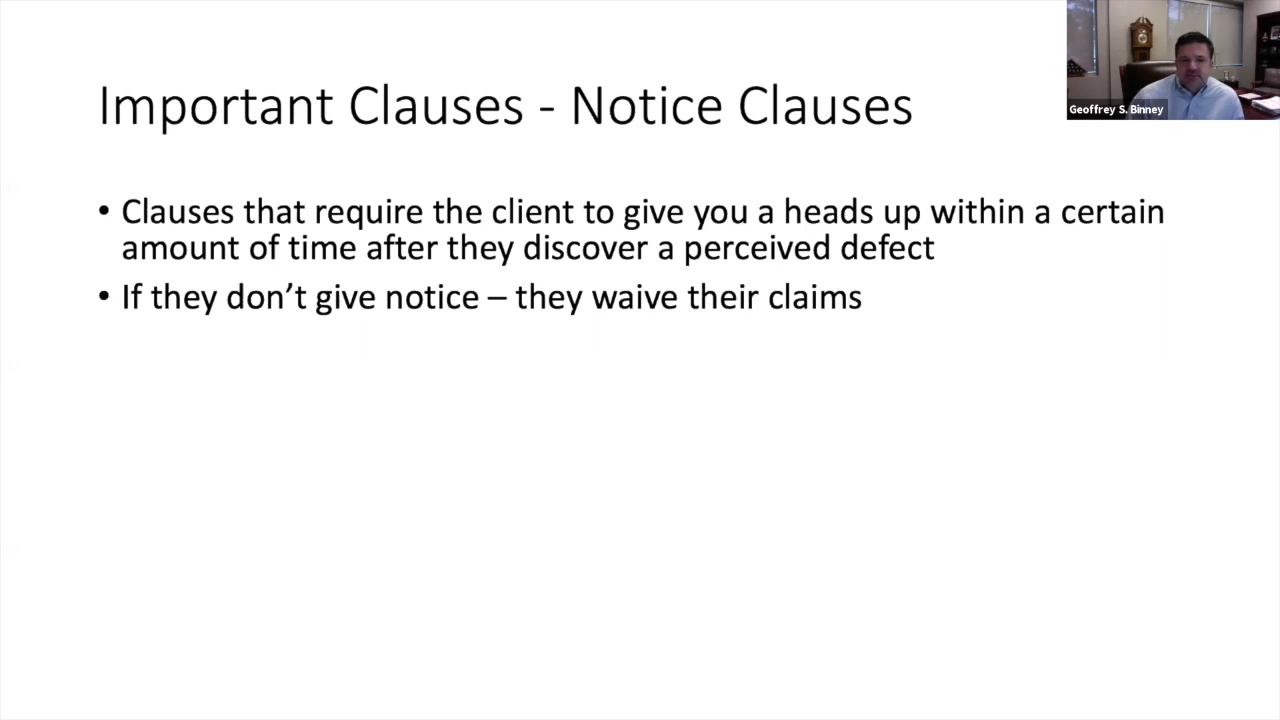 Important Clauses - Notice Clauses
Geoffrey S. Binney
• Clauses that require the client to give you a heads up within a certain
amount of time after they discover a perceived defect
• If they don’t give notice – they waive their claims